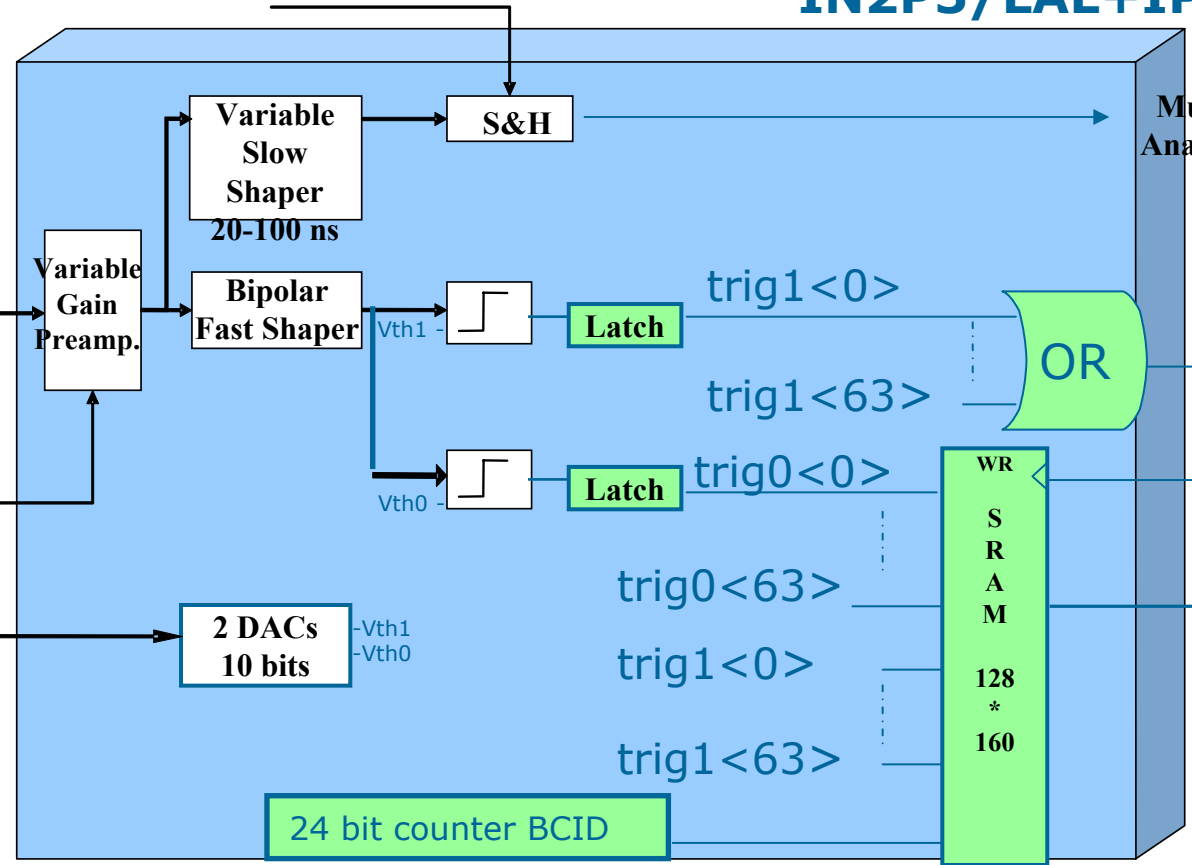 Variable
Slow
Shaper
20-100 ns
S&H
Variable
Gain
Preamp.
Bipolar
Fast Shaper
Vth1 -
Latch
trig1<0>
OR
trig1<63>
Vth0 -
Latch
trig0<0>
WR
S
R
A
M
128
*
160
trig0<63>
2 DACs
10 bits
-Vth1
-Vth0
trig1<0>
trig1<63>
24 bit counter BCID